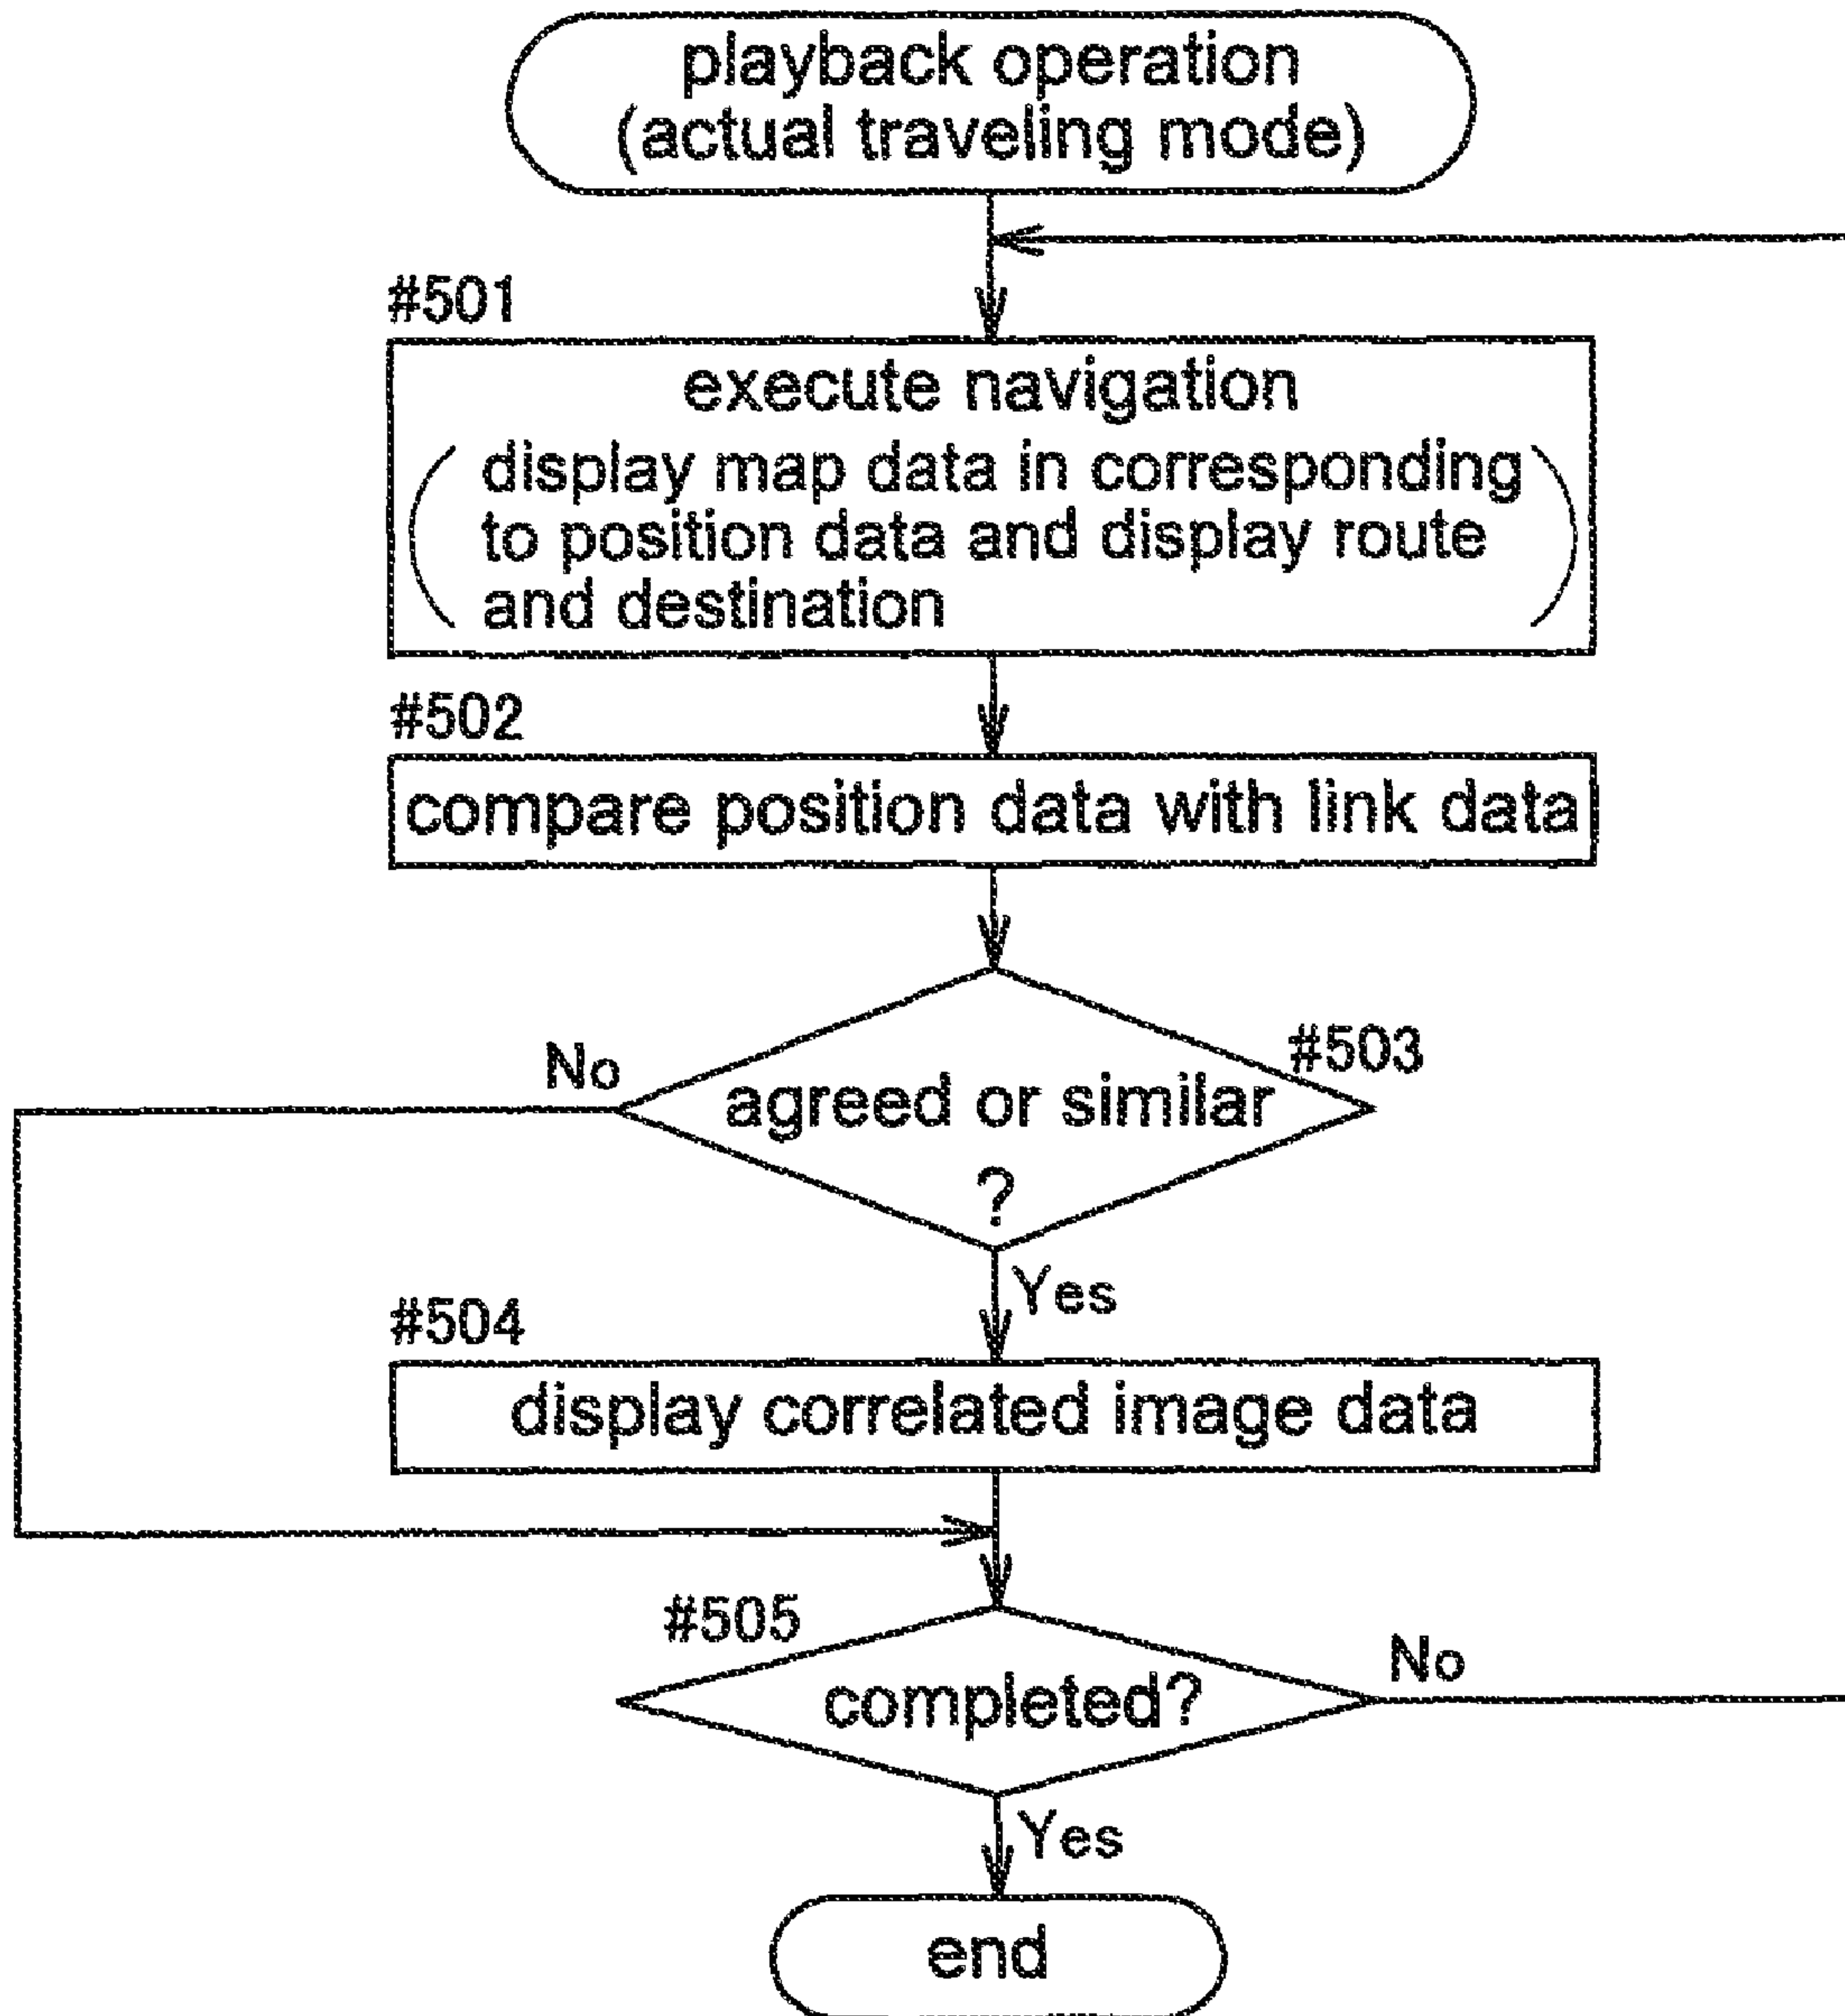 playback operation
(actual traveling mode)
#501
execute navigation
( display map data in corresponding
to position data and display route
and destination )
#502
compare position data with link data
No
#503
agreed or similar
?
Yes
#504
display correlated image data
#505
No
completed?
Yes
end